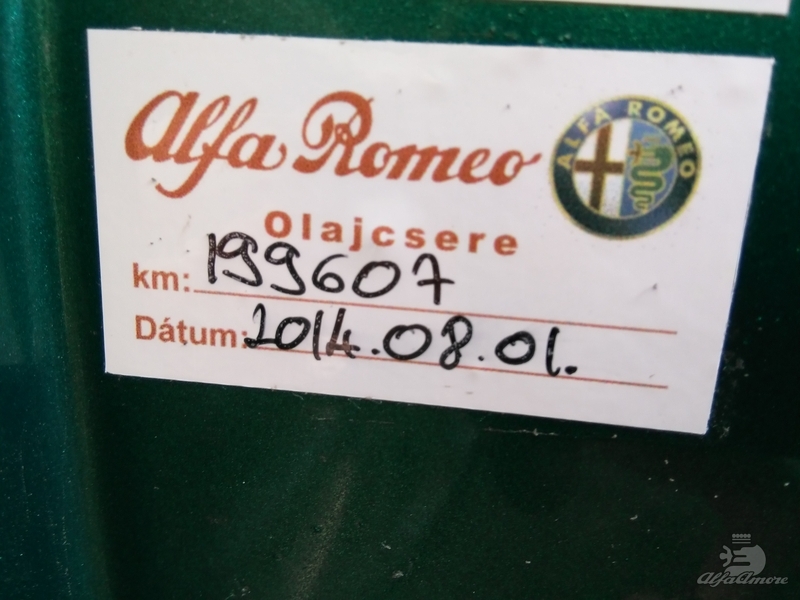 Alfa Romeo
ALFA ROMEO
Olajcsere
km: 199607
Dátum: 2014.08.01.
AlfaAmore